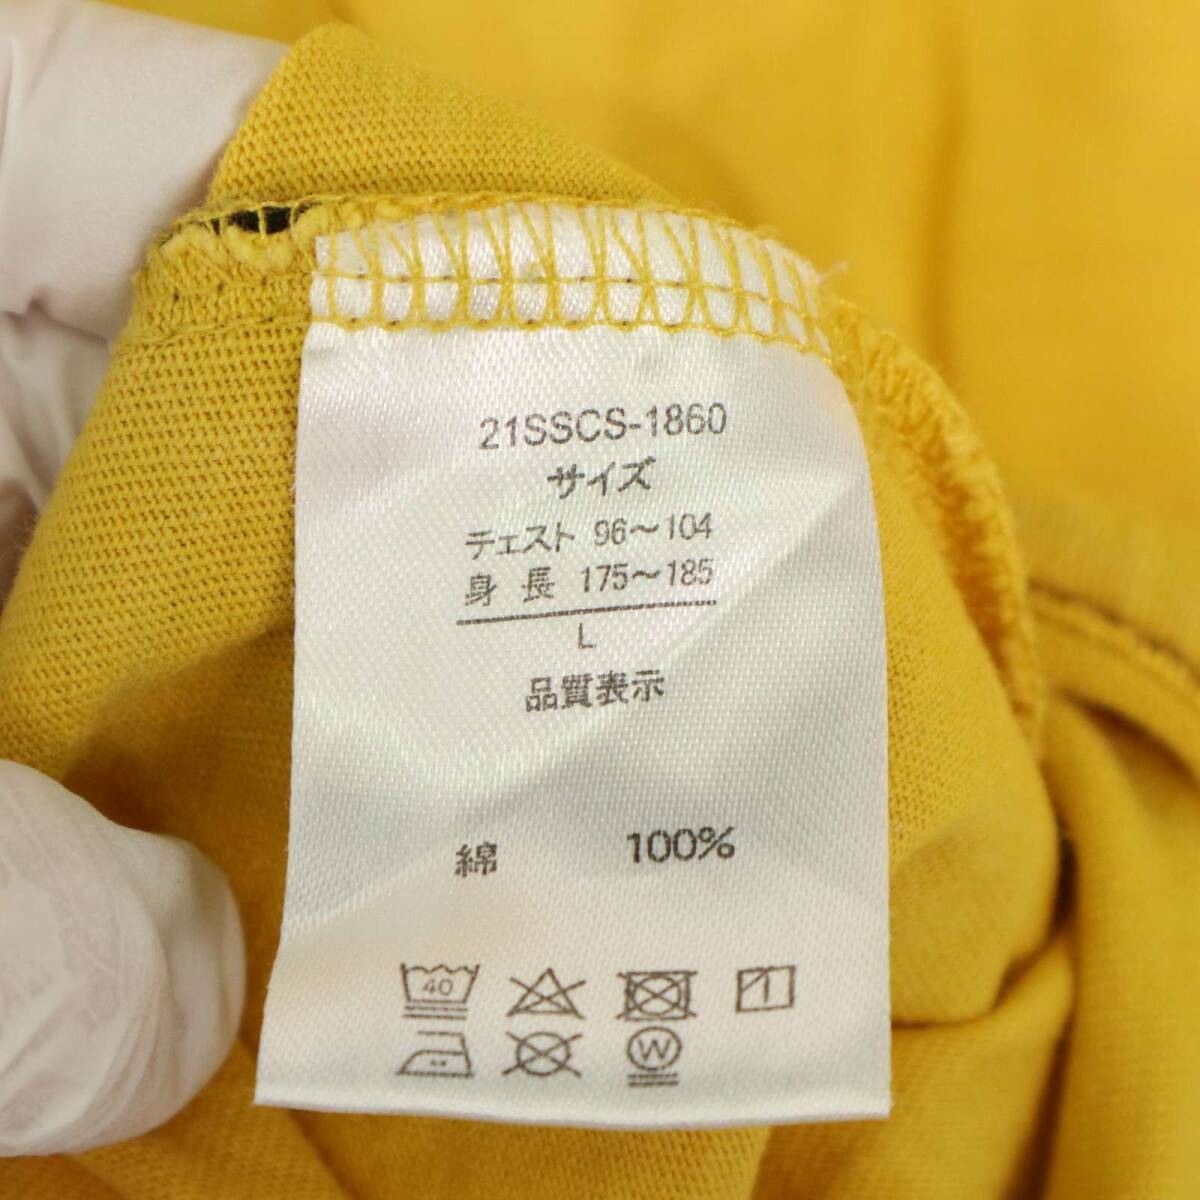 21SSCS-1860
サイズ
チェスト 96～104
身 長 175～185
L
品質表示
綿 100%
40
W